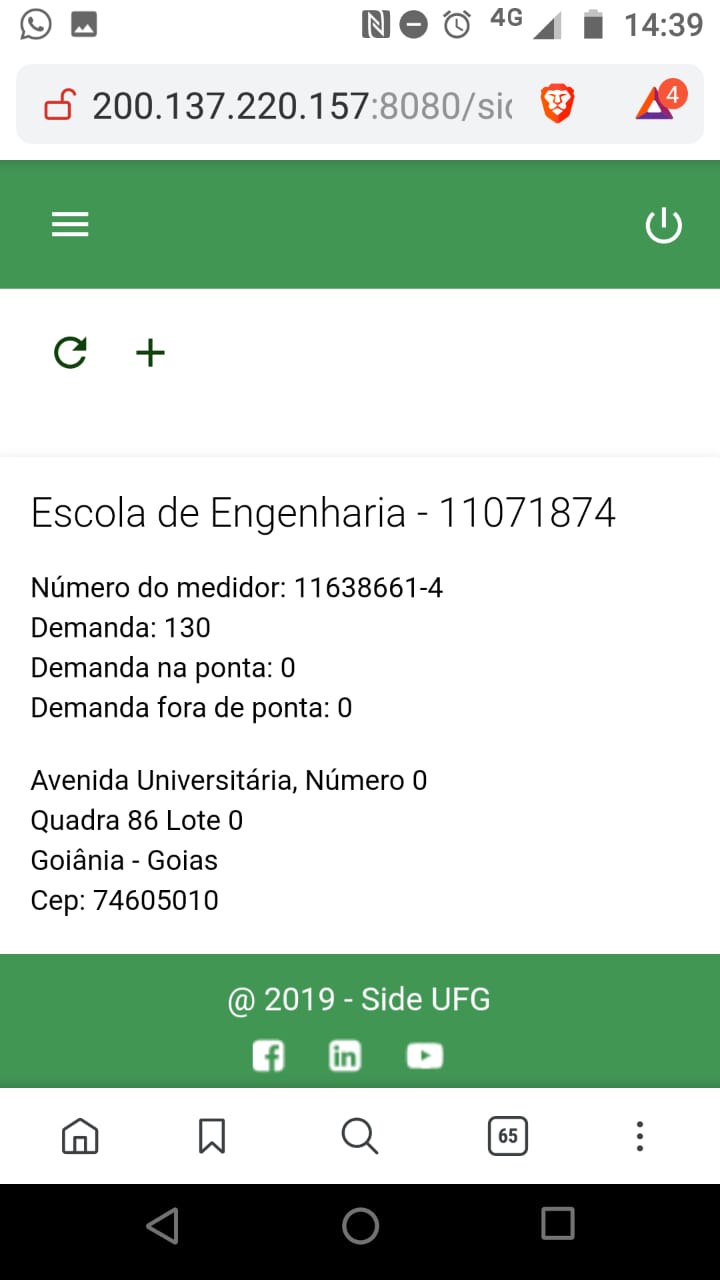 4G 14:39
200.137.220.157:8080/sic
4
Escola de Engenharia - 11071874
Número do medidor: 11638661-4
Demanda: 130
Demanda na ponta: 0
Demanda fora de ponta: 0
Avenida Universitária, Número 0
Quadra 86 Lote 0
Goiânia - Goias
Cep: 74605010
@ 2019 - Side UFG
65